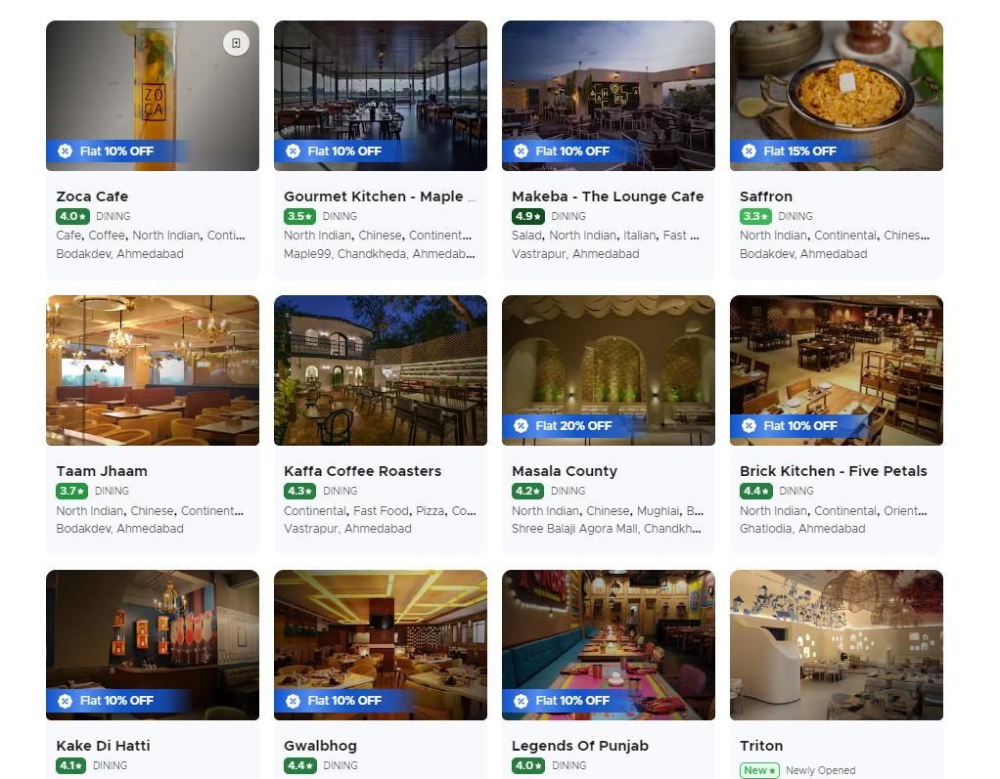 ZO
CA
Flat 10% OFF
Zoca Cafe
4.0★ DINING
Cafe, Coffee, North Indian, Conti...
Bodakdev, Ahmedabad
Flat 10% OFF
Gourmet Kitchen - Maple ...
3.5★ DINING
North Indian, Chinese, Continent...
Maple99, Chandkheda, Ahmedab...
Flat 10% OFF
Makeba - The Lounge Cafe
4.9★ DINING
Salad, North Indian, Italian, Fast ...
Vastrapur, Ahmedabad
Flat 15% OFF
Saffron
3.3★ DINING
North Indian, Continental, Chines...
Bodakdev, Ahmedabad
Taam Jhaam
3.7★ DINING
North Indian, Chinese, Continent...
Bodakdev, Ahmedabad
Kaffa Coffee Roasters
4.3★ DINING
Continental, Fast Food, Pizza, Co...
Vastrapur, Ahmedabad
Flat 20% OFF
Masala County
4.2★ DINING
North Indian, Chinese, Mughlai, B...
Shree Balaji Agora Mall, Chandkh...
Flat 10% OFF
Brick Kitchen - Five Petals
4.4★ DINING
North Indian, Continental, Orient...
Ghatlodia, Ahmedabad
Flat 10% OFF
Kake Di Hatti
4.1★ DINING
Flat 10% OFF
Gwalbhog
4.4★ DINING
Flat 10% OFF
Legends Of Punjab
4.0★ DINING
Triton
New★ Newly Opened